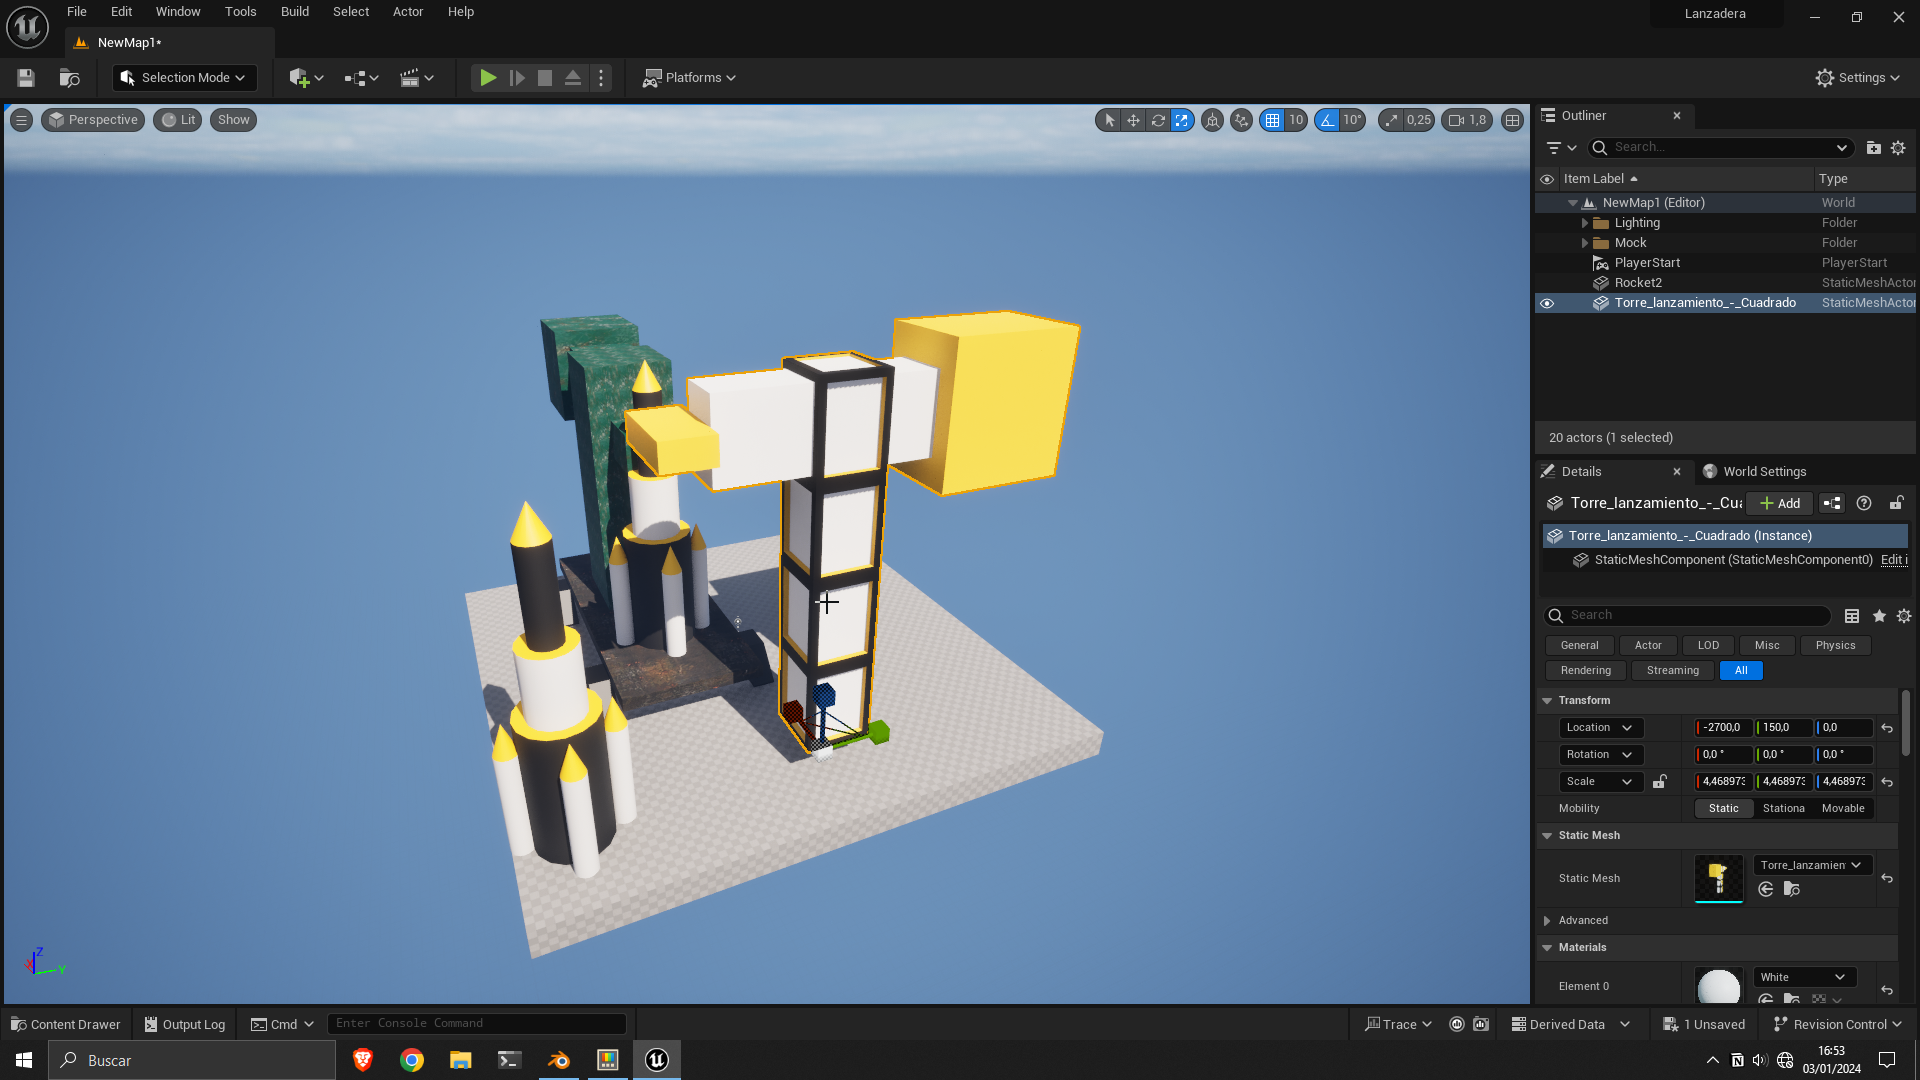 File Edit Window Tools Build Select Actor Help
Lanzadera
NewMap1*
Selection Mode
Platforms
Settings
Perspective
Lit
Show
10
10°
0,25
1,8
Outliner
Search...
Item Label
Type
NewMap1 (Editor) World
Lighting Folder
Mock Folder
PlayerStart PlayerStart
Rocket2 StaticMeshActor
Torre_lanzamiento_-_Cuadrado StaticMeshActor
20 actors (1 selected)
Details
World Settings
Torre_lanzamiento_-_Cua
Add
Torre_lanzamiento_-_Cuadrado (Instance)
StaticMeshComponent (StaticMeshComponent0) Edit i
Search
General Actor LOD Misc Physics
Rendering Streaming All
Transform
Location -2700,0 150,0 0,0
Rotation 0,0 ° 0,0 ° 0,0 °
Scale 4,468973 4,468973 4,468973
Mobility Static Stationa Movable
Static Mesh
Static Mesh Torre_lanzamien
Advanced
Materials
Element 0 White
Z
X
Y
Content Drawer
Output Log
Cmd
Enter Console Command
Trace
Derived Data
1 Unsaved
Revision Control
Buscar
16:53
03/01/2024